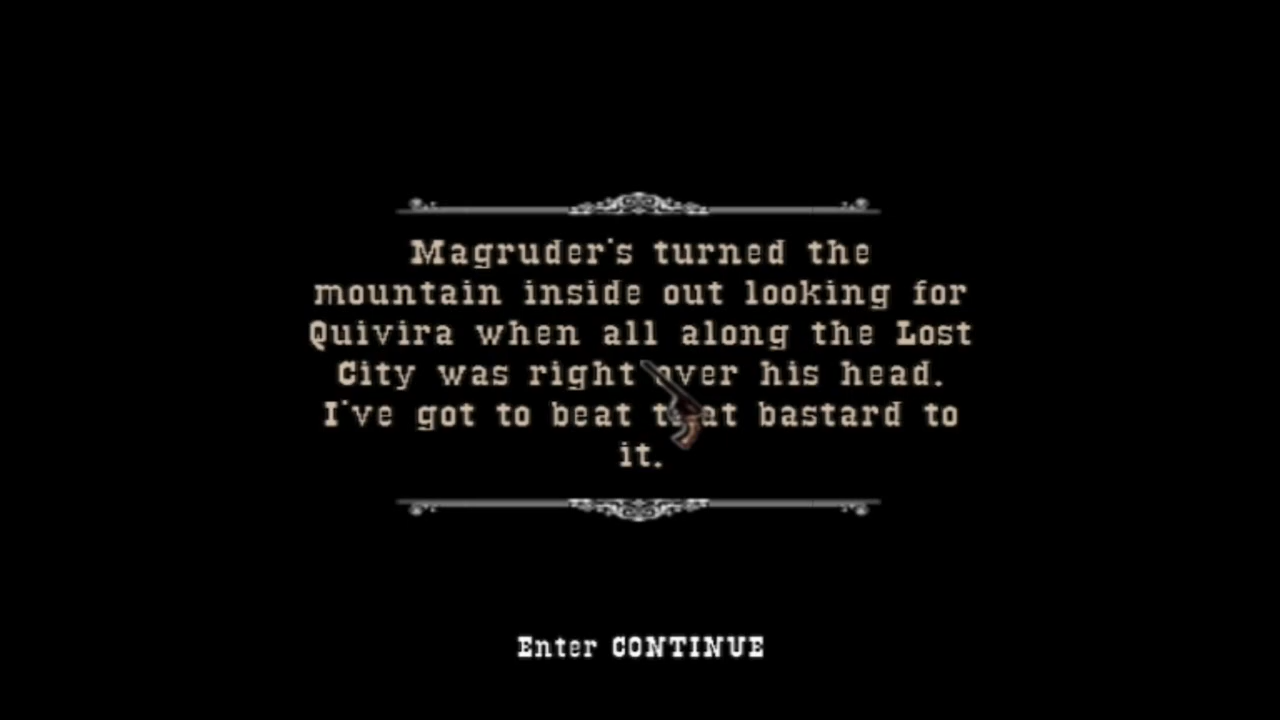 Magruder's turned the
mountain inside out looking for
Quivira when all along the Lost
City was right over his head.
I've got to beat that bastard to
it.
Enter CONTINUE